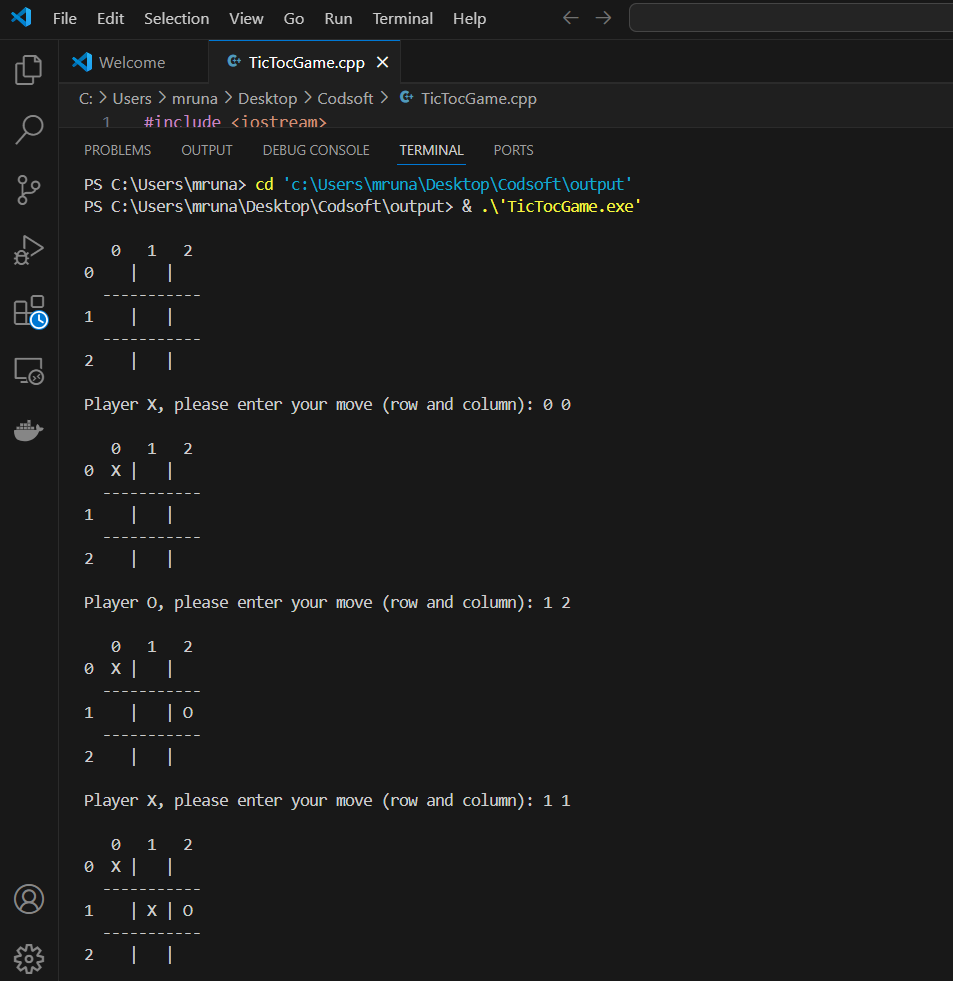 File Edit Selection View Go Run Terminal Help
Welcome TicTocGame.cpp
C: > Users > mruna > Desktop > Codsoft > TicTocGame.cpp
1 #include <iostream>
PROBLEMS OUTPUT DEBUG CONSOLE TERMINAL PORTS
PS C:\Users\mruna> cd 'c:\Users\mruna\Desktop\Codsoft\output'
PS C:\Users\mruna\Desktop\Codsoft\output> & .\'TicTocGame.exe'
0 1 2
0 | |
-----------
1 | |
-----------
2 | |
Player X, please enter your move (row and column): 0 0
0 1 2
0 X | |
-----------
1 | |
-----------
2 | |
Player O, please enter your move (row and column): 1 2
0 1 2
0 X | |
-----------
1 | | O
-----------
2 | |
Player X, please enter your move (row and column): 1 1
0 1 2
0 X | |
-----------
1 | X | O
-----------
2 | |